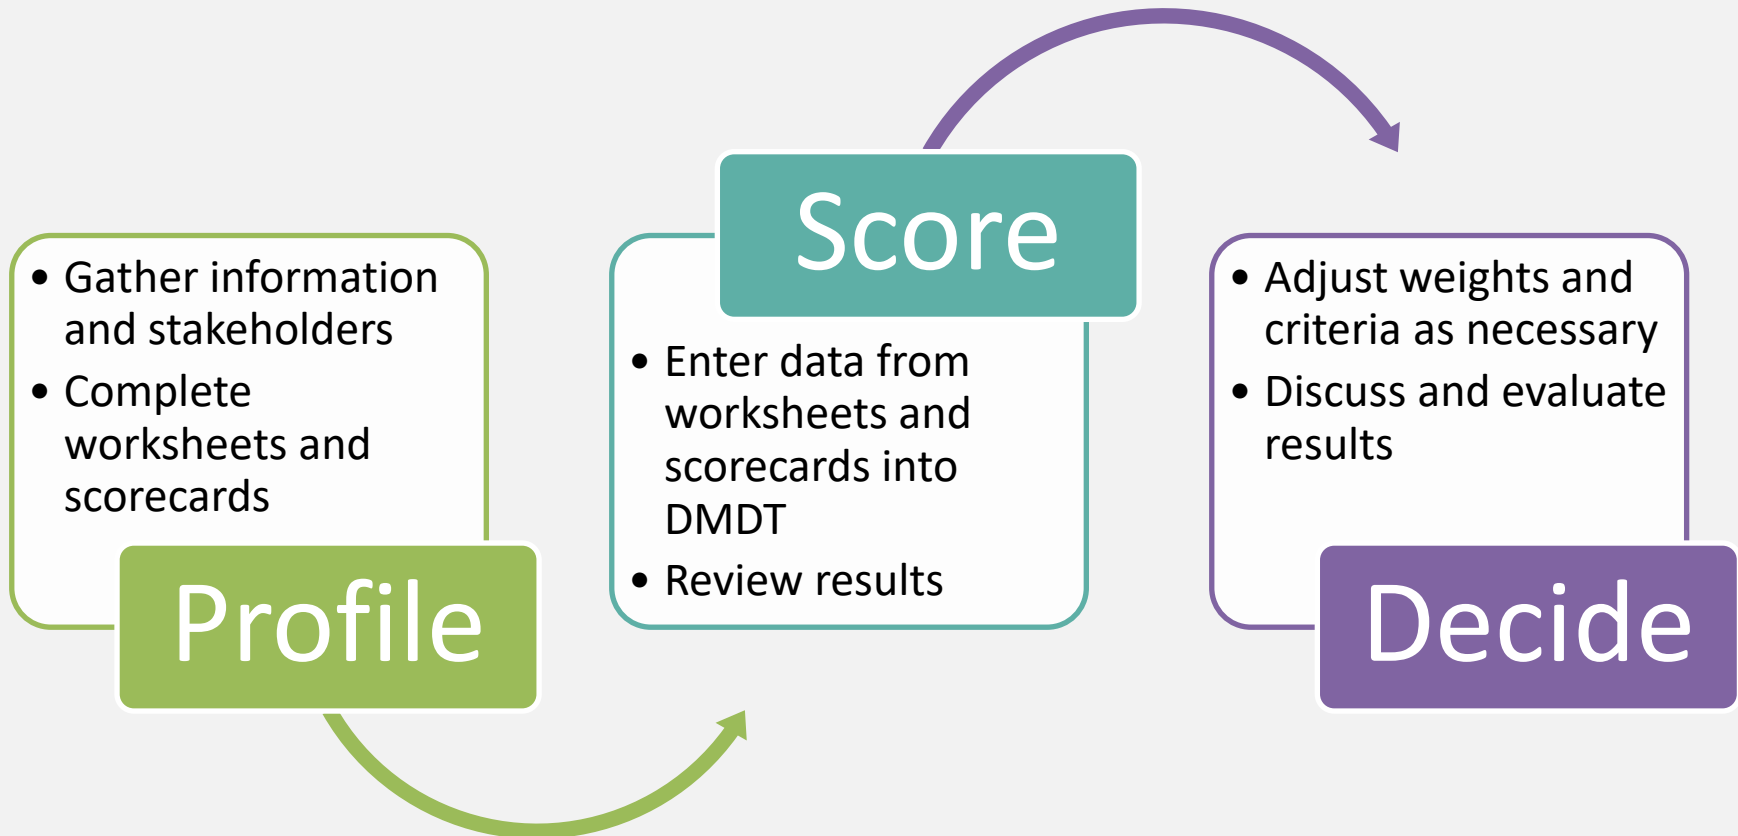 • Gather information
and stakeholders
• Complete
worksheets and
scorecards
Profile
Score
• Enter data from
worksheets and
scorecards into
DMDT
• Review results
• Adjust weights and
criteria as necessary
• Discuss and evaluate
results
Decide